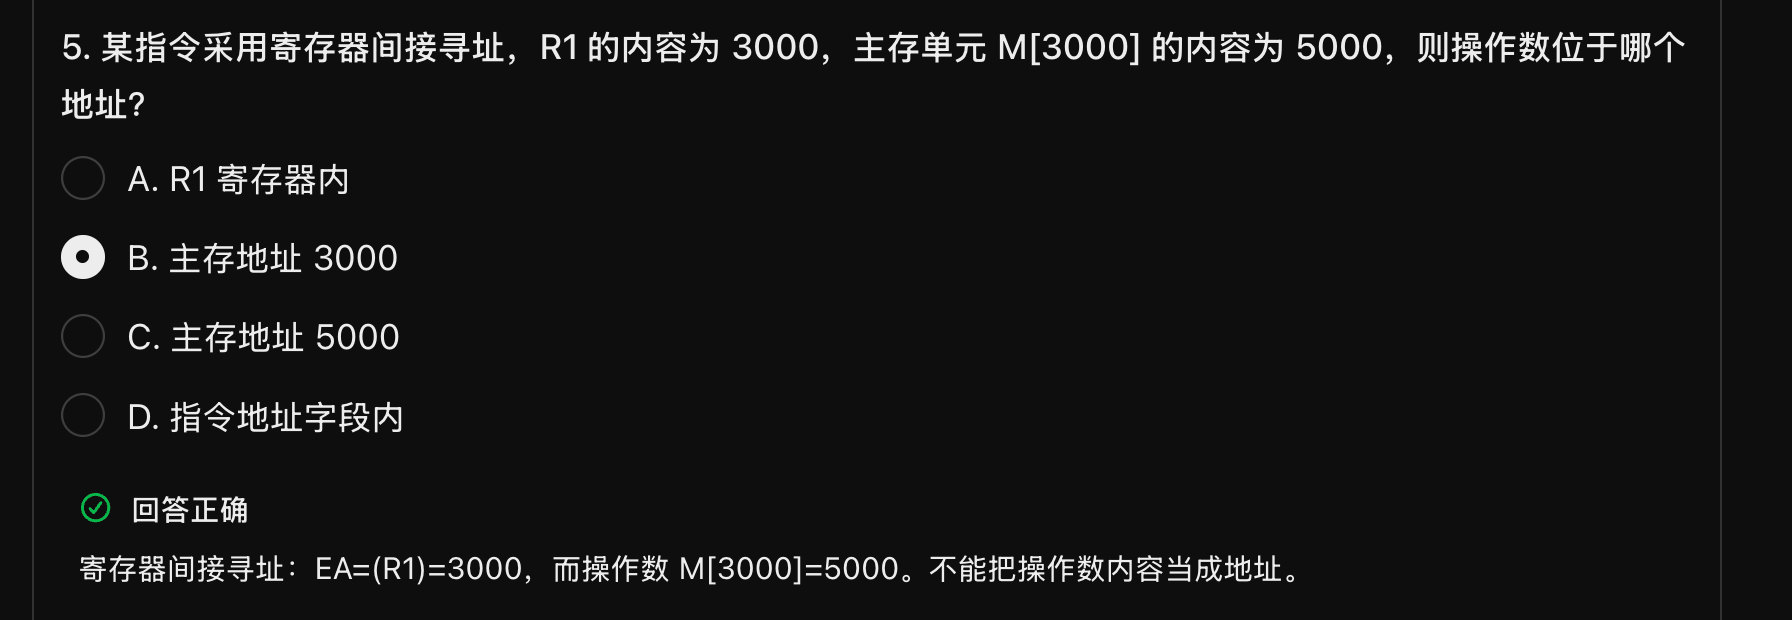 5. 某指令采用寄存器间接寻址，R1 的内容为 3000，主存单元 M[3000] 的内容为 5000，则操作数位于哪个
地址?
A. R1 寄存器内
B. 主存地址 3000
C. 主存地址 5000
D. 指令地址字段内
回答正确
寄存器间接寻址：EA=(R1)=3000，而操作数 M[3000]=5000。不能把操作数内容当成地址。